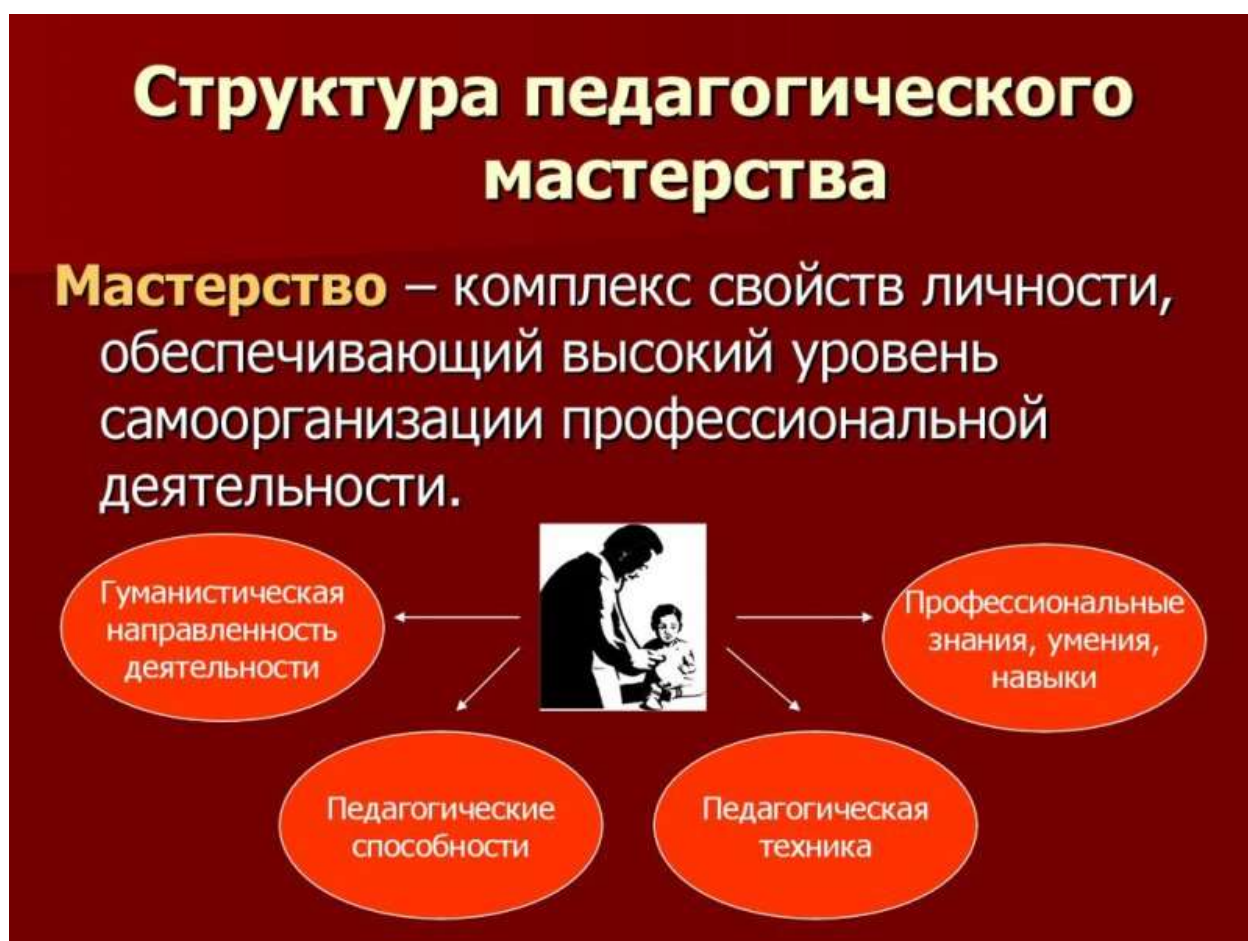 Структура педагогического
мастерства
Мастерство – комплекс свойств личности,
обеспечивающий высокий уровень
самоорганизации профессиональной
деятельности.
Гуманистическая
направленность
деятельности
Профессиональные
знания, умения,
навыки
Педагогические
способности
Педагогическая
техника